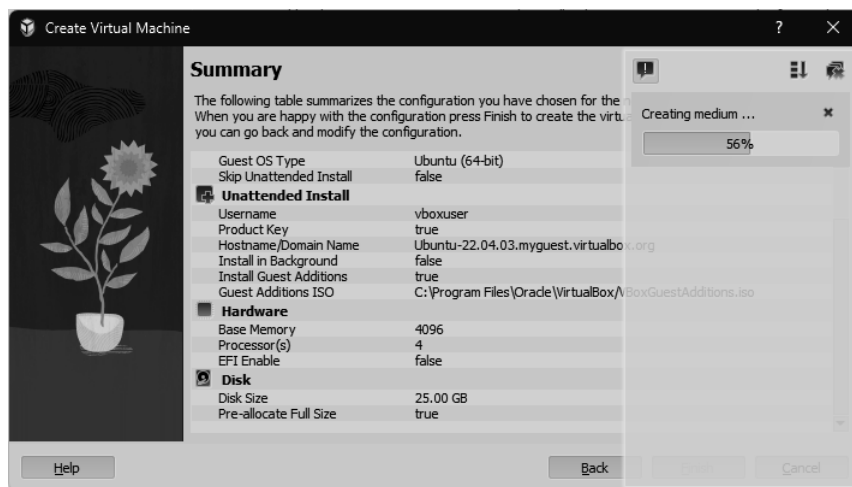 Create Virtual Machine
?
Summary
The following table summarizes the configuration you have chosen for the
When you are happy with the configuration press Finish to create the virtu
you can go back and modify the configuration.
Creating medium ...
56%
Guest OS Type Ubuntu (64-bit)
Skip Unattended Install false
Unattended Install
Username vboxuser
Product Key true
Hostname/Domain Name Ubuntu-22.04.03.myguest.virtualbox.org
Install in Background false
Install Guest Additions true
Guest Additions ISO C:\Program Files\Oracle\VirtualBox/VBoxGuestAdditions.iso
Hardware
Base Memory 4096
Processor(s) 4
EFI Enable false
Disk
Disk Size 25.00 GB
Pre-allocate Full Size true
Help
Back
Finish
Cancel